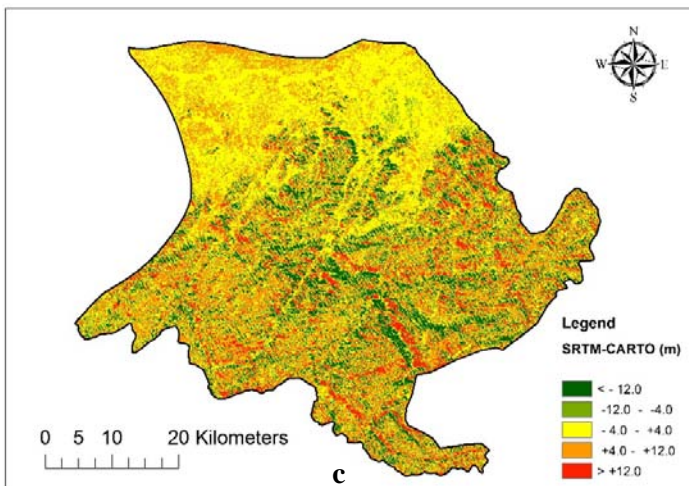 N
W E
S
Legend
SRTM-CARTO (m)
< - 12.0
-12.0 - -4.0
- 4.0 - +4.0
+4.0 - +12.0
> +12.0
0 5 10 20 Kilometers
c